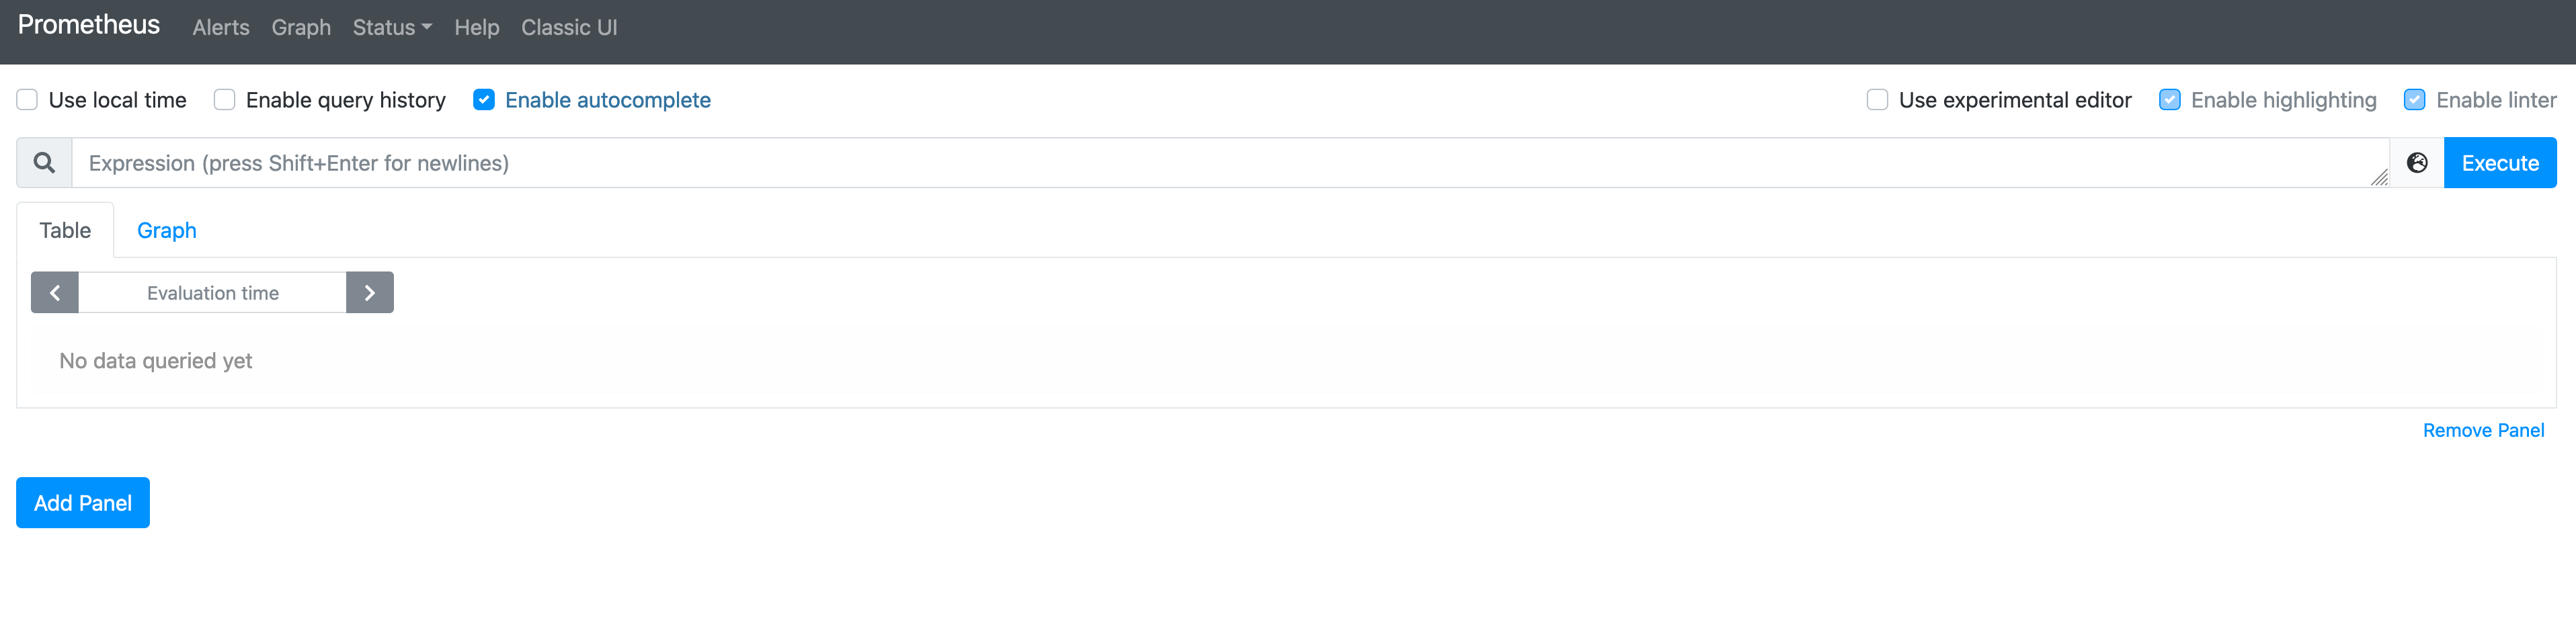 Prometheus Alerts Graph Status Help Classic UI
Use local time Enable query history Enable autocomplete Use experimental editor Enable highlighting Enable linter
Expression (press Shift+Enter for newlines) Execute
Table Graph
Evaluation time
No data queried yet
Remove Panel
Add Panel